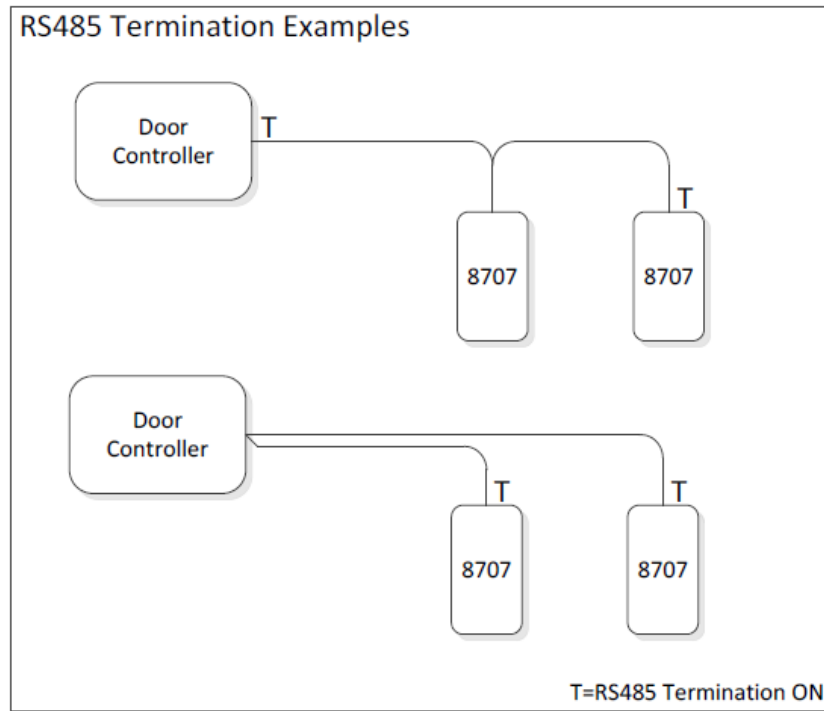 RS485 Termination Examples
Door
Controller
T
T
8707
8707
Door
Controller
T
T
8707
8707
T=RS485 Termination ON